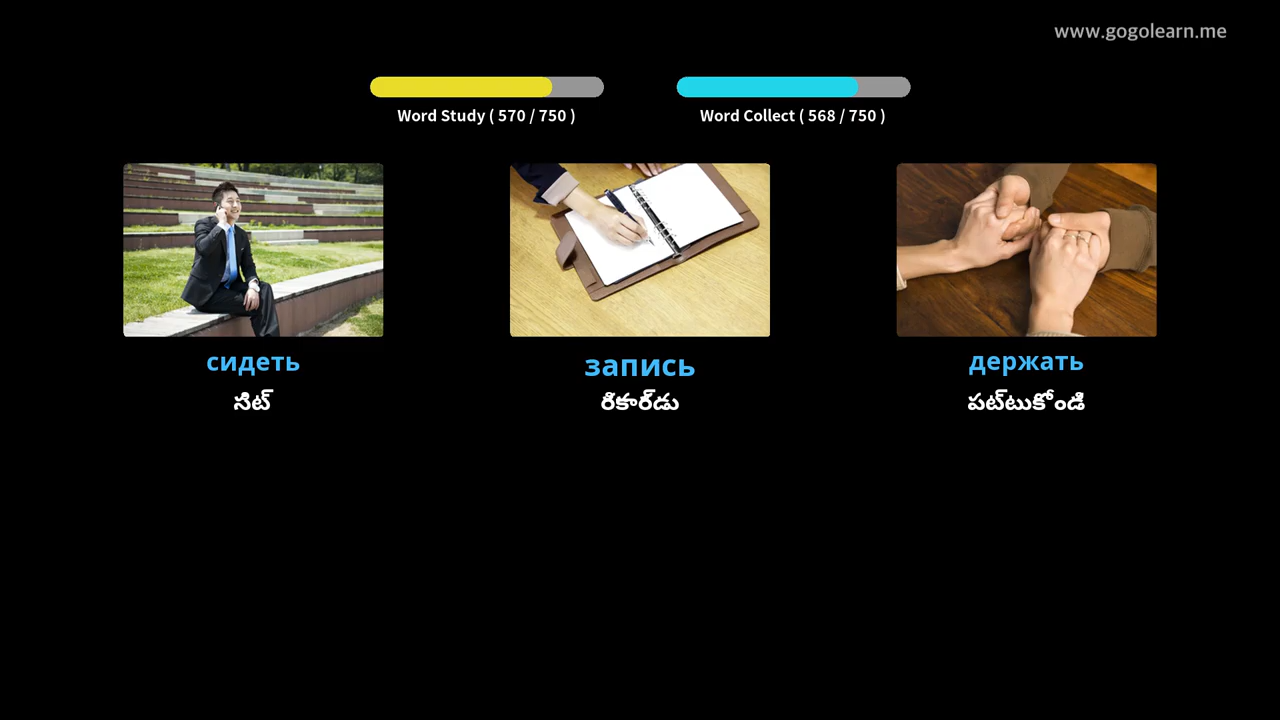 www.gogolearn.me
Word Study ( 570 / 750 )
Word Collect ( 568 / 750 )
сидеть
సిట్
запись
రికార్డు
держать
పట్టుకోండి